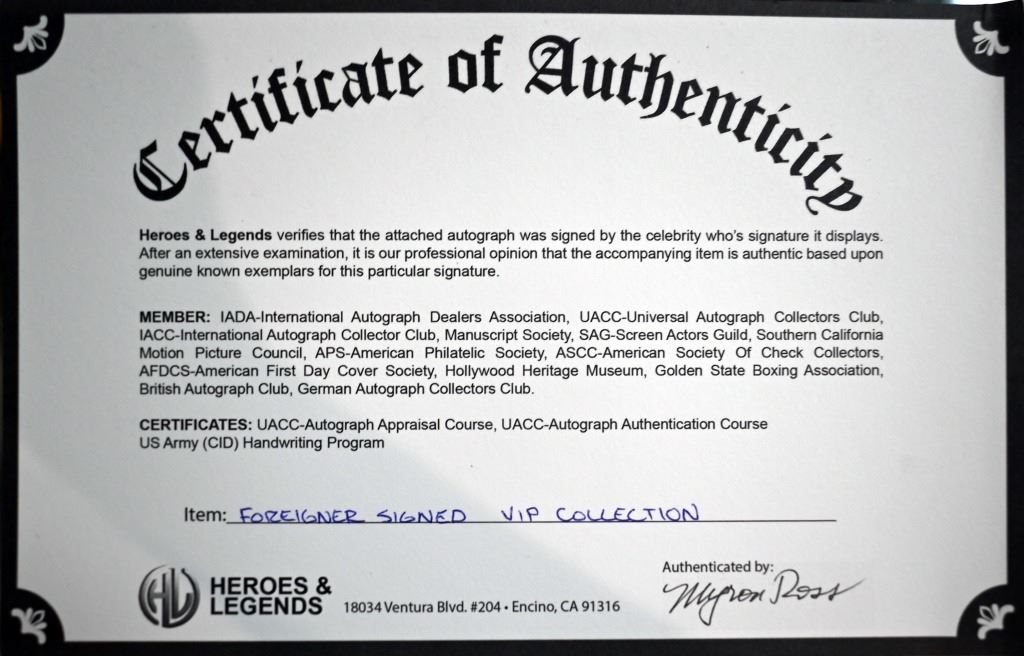 Certificate of Authenticity
Heroes & Legends verifies that the attached autograph was signed by the celebrity who's signature it displays.
After an extensive examination, it is our professional opinion that the accompanying item is authentic based upon
genuine known exemplars for this particular signature.
MEMBER: IADA-International Autograph Dealers Association, UACC-Universal Autograph Collectors Club,
IACC-International Autograph Collector Club, Manuscript Society, SAG-Screen Actors Guild, Southern California
Motion Picture Council, APS-American Philatelic Society, ASCC-American Society Of Check Collectors,
AFDCS-American First Day Cover Society, Hollywood Heritage Museum, Golden State Boxing Association,
British Autograph Club, German Autograph Collectors Club.
CERTIFICATES: UACC-Autograph Appraisal Course, UACC-Autograph Authentication Course
US Army (CID) Handwriting Program
Item: FOREIGNER SIGNED VIP COLLECTION
HL HEROES &
LEGENDS
18034 Ventura Blvd. #204 • Encino, CA 91316
Authenticated by:
Myron Ross